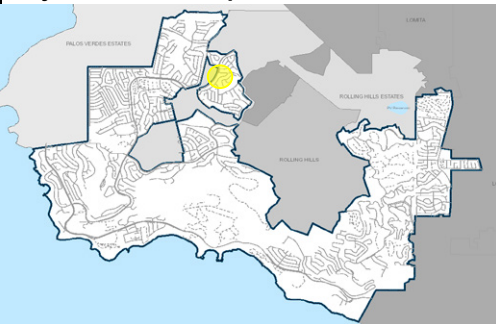 LOMITA
PALOS VERDES ESTATES
ROLLING HILLS ESTATES
ROLLING HILLS